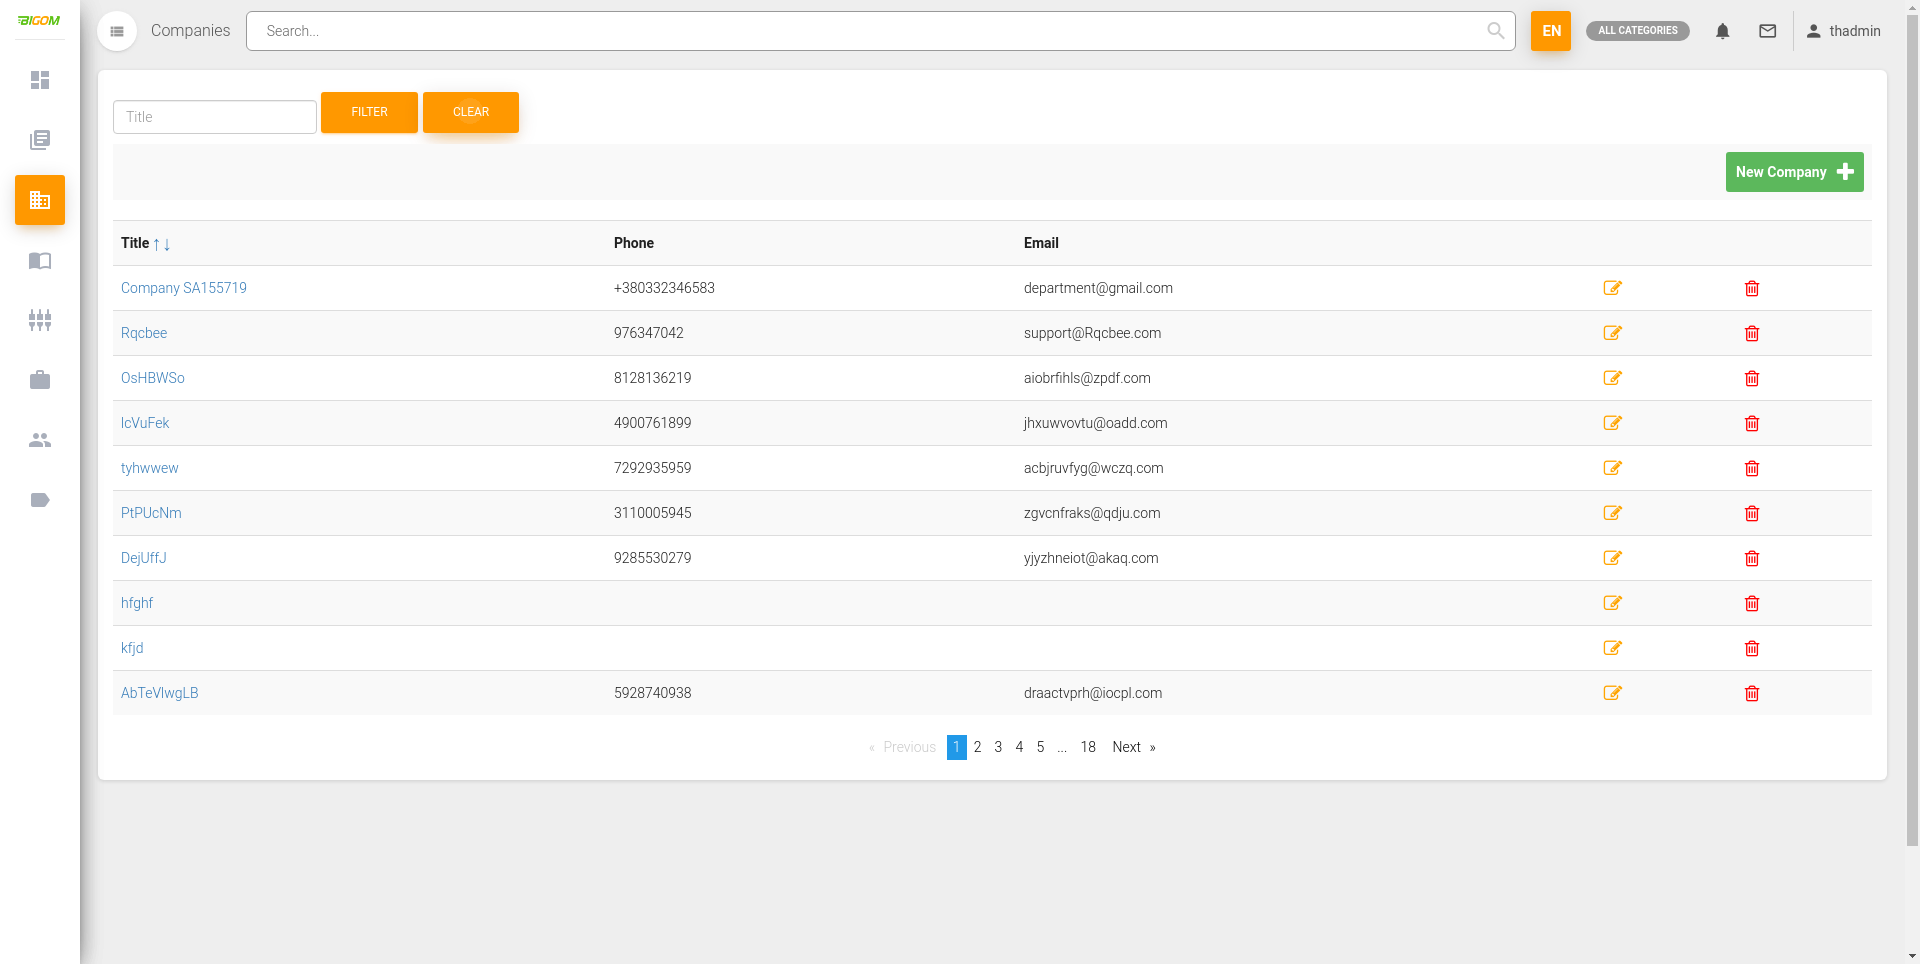 BIGOM
Companies
Search...
EN
ALL CATEGORIES
thadmin
Title
FILTER
CLEAR
New Company
Title ↑↓ Phone Email
Company SA155719 +380332346583 department@gmail.com
Rqcbee 976347042 support@Rqcbee.com
OsHBWSo 8128136219 aiobrfihls@zpdf.com
IcVuFek 4900761899 jhxuwvovtu@oadd.com
tyhwwew 7292935959 acbjruvfyg@wczq.com
PtPUcNm 3110005945 zgvcnfraks@qdju.com
DejUffJ 9285530279 yjyzhneiot@akaq.com
hfghf
kfjd
AbTeVIwgLB 5928740938 draactvprh@iocpl.com
« Previous 1 2 3 4 5 ... 18 Next »